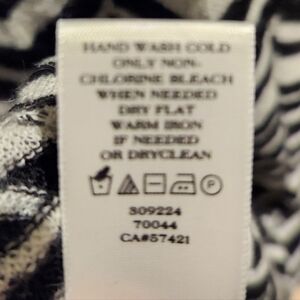 HAND WASH COLD
ONLY NON-
CHLORINE BLEACH
WHEN NEEDED
DRY FLAT
WARM IRON
IF NEEDED
OR DRYCLEAN
P
309224
70044
CA#57421